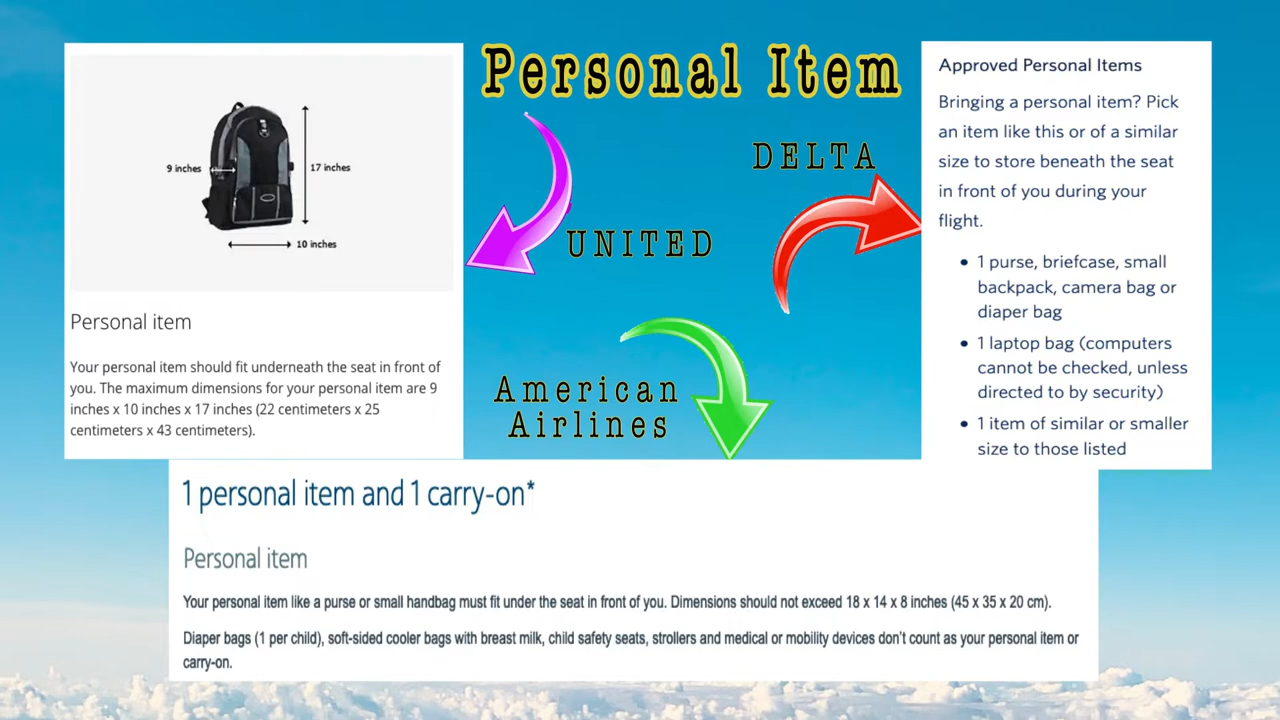 Personal Item
9 inches
17 inches
10 inches
Personal item
Your personal item should fit underneath the seat in front of
you. The maximum dimensions for your personal item are 9
inches x 10 inches x 17 inches (22 centimeters x 25
centimeters x 43 centimeters).
UNITED
DELTA
Approved Personal Items
Bringing a personal item? Pick
an item like this or of a similar
size to store beneath the seat
in front of you during your
flight.
• 1 purse, briefcase, small
backpack, camera bag or
diaper bag
• 1 laptop bag (computers
cannot be checked, unless
directed to by security)
• 1 item of similar or smaller
size to those listed
American
Airlines
1 personal item and 1 carry-on*
Personal item
Your personal item like a purse or small handbag must fit under the seat in front of you. Dimensions should not exceed 18 x 14 x 8 inches (45 x 35 x 20 cm).
Diaper bags (1 per child), soft-sided cooler bags with breast milk, child safety seats, strollers and medical or mobility devices don't count as your personal item or
carry-on.